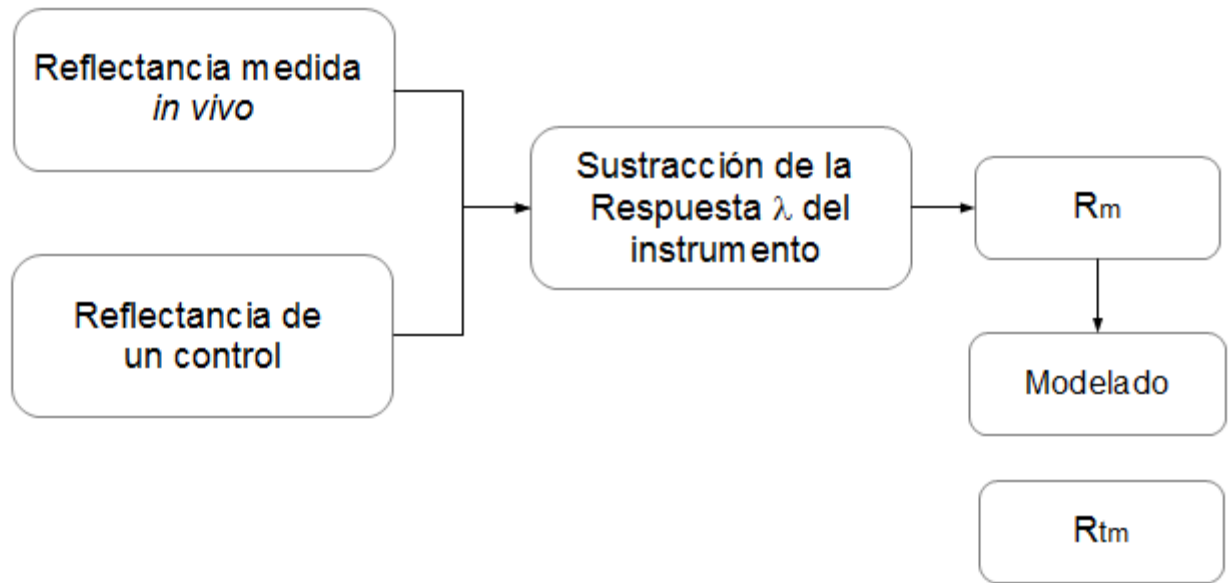 Reflectancia medida
in vivo
Reflectancia de
un control
Sustracción de la
Respuesta λ del
instrumento
Rm
Modelado
Rtm